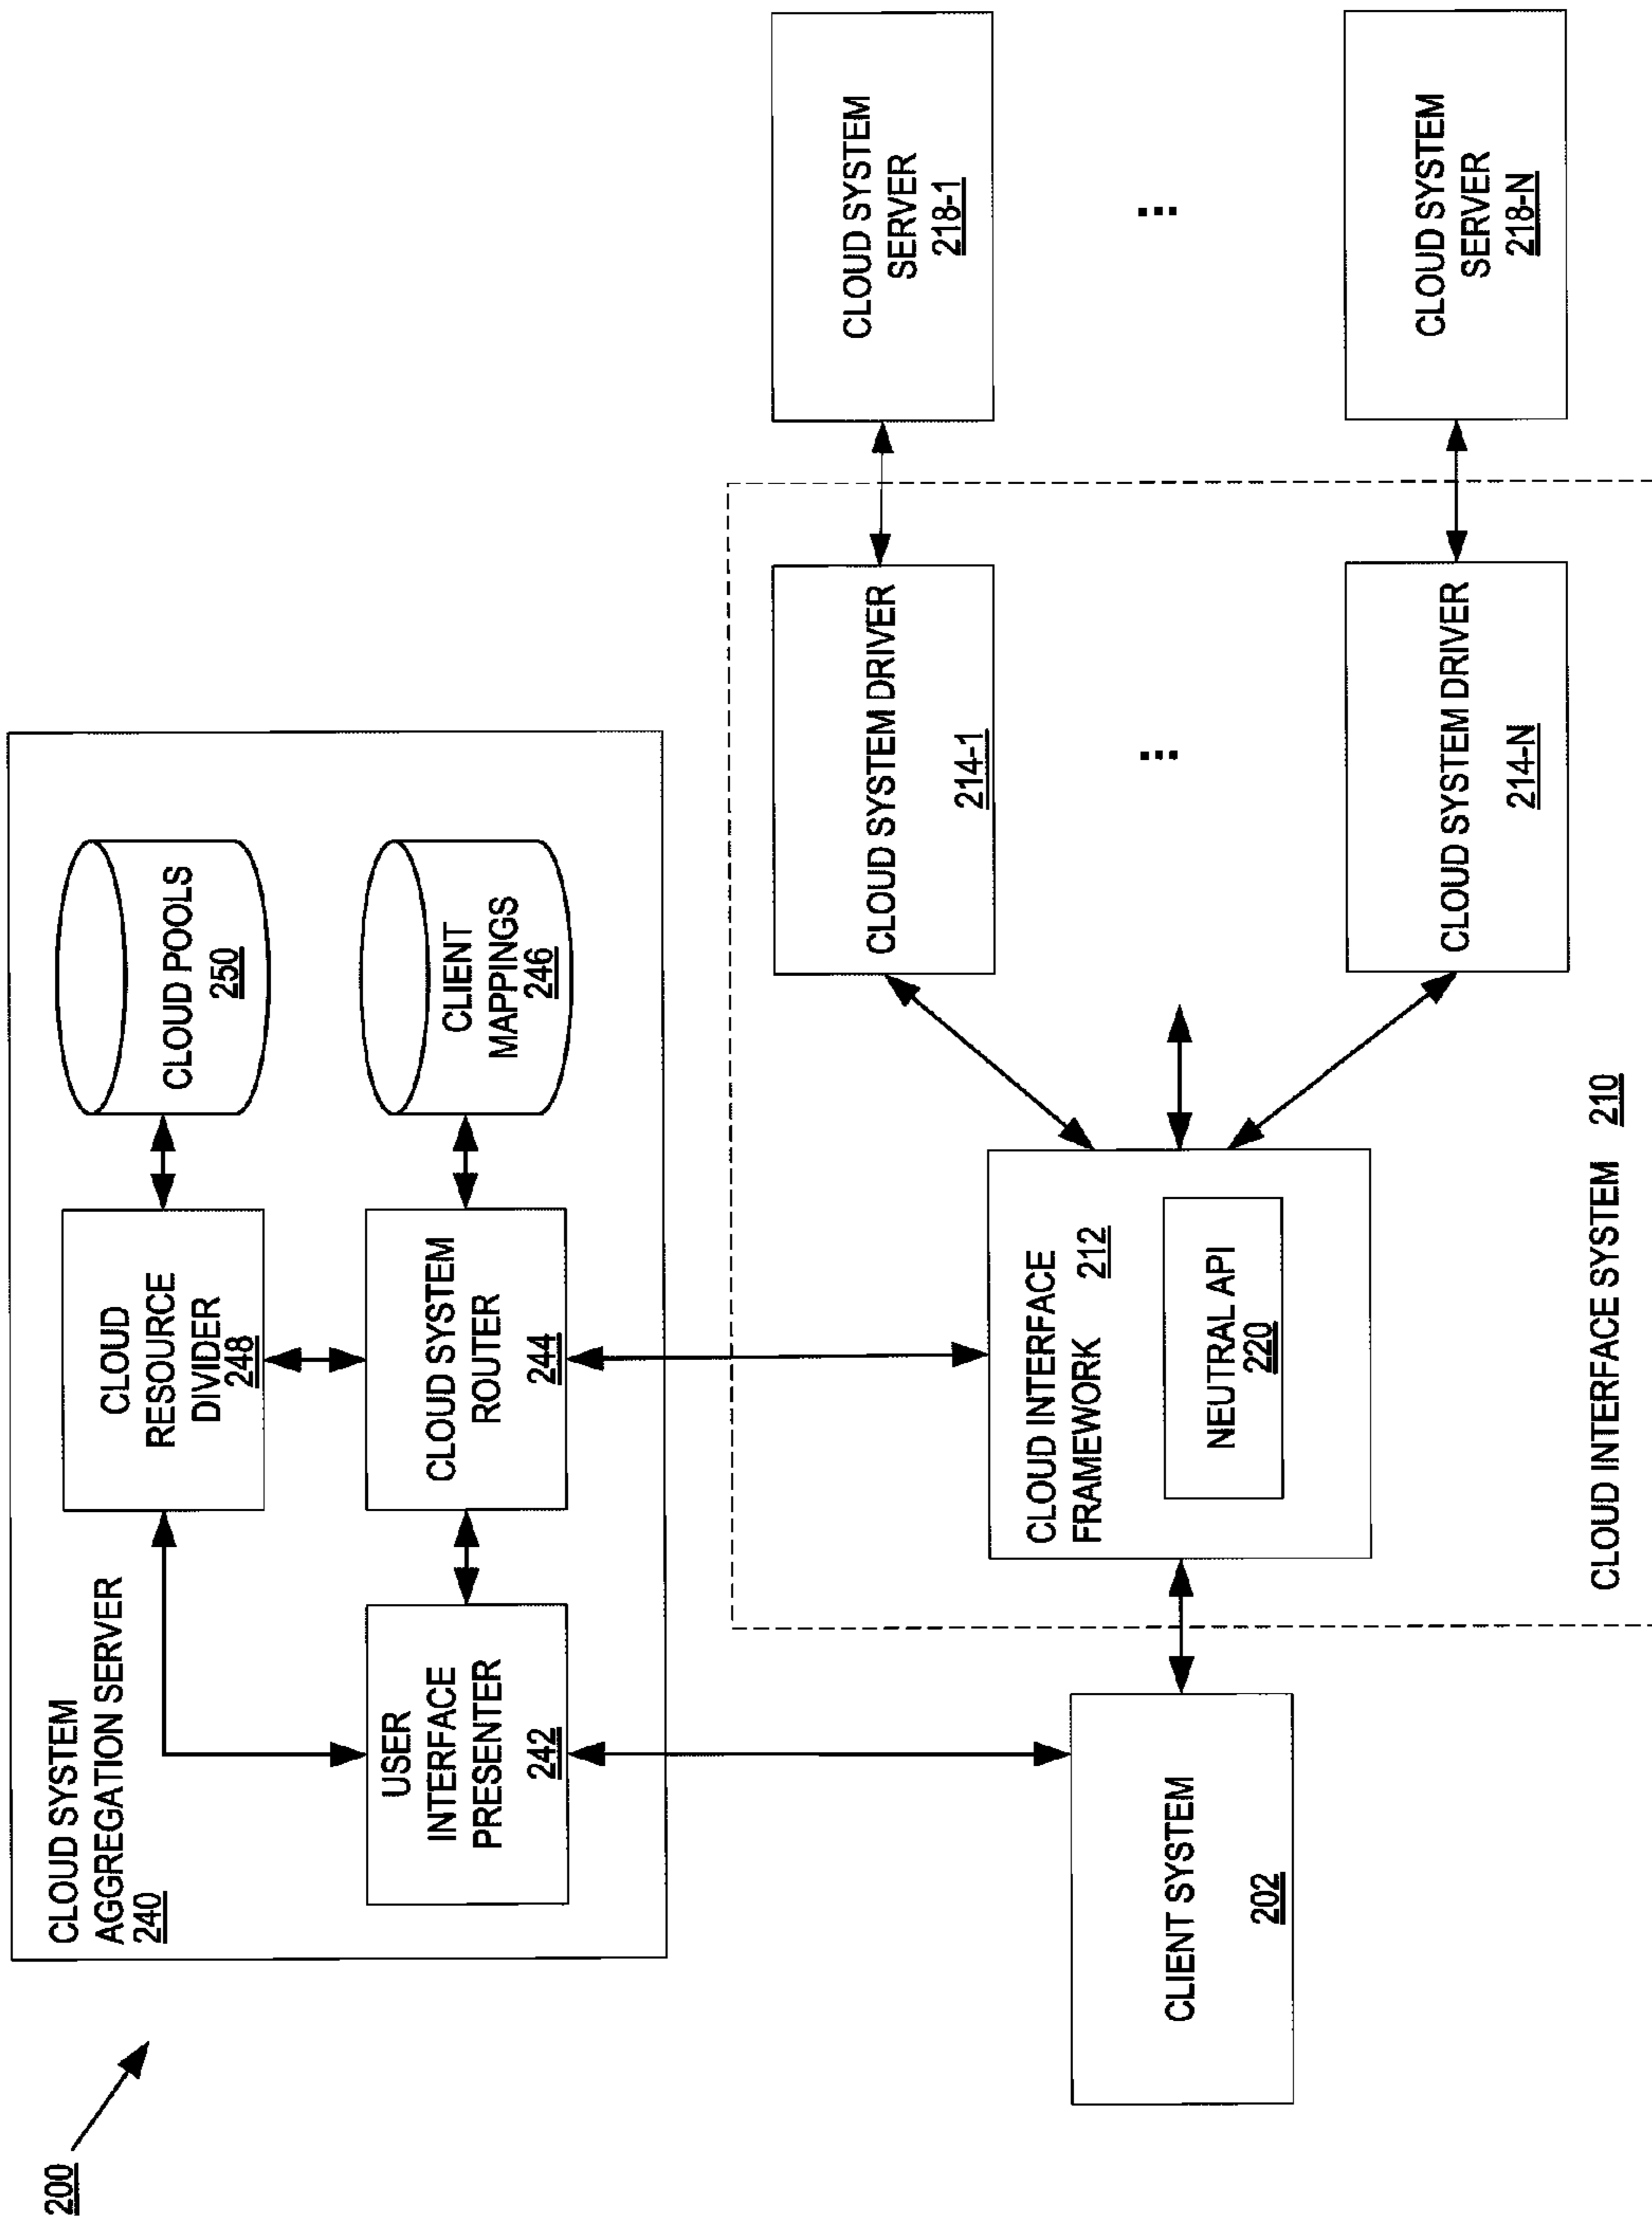 200
CLOUD SYSTEM
AGGREGATION SERVER
240
CLOUD
RESOURCE
DIVIDER
248
CLOUD POOLS
250
USER
INTERFACE
PRESENTER
242
CLOUD SYSTEM
ROUTER
244
CLIENT
MAPPINGS
246
CLIENT SYSTEM
202
CLOUD INTERFACE
FRAMEWORK 212
NEUTRAL API
220
CLOUD SYSTEM DRIVER
214-1
...
CLOUD SYSTEM DRIVER
214-N
CLOUD SYSTEM
SERVER
218-1
...
CLOUD SYSTEM
SERVER
218-N
CLOUD INTERFACE SYSTEM 210